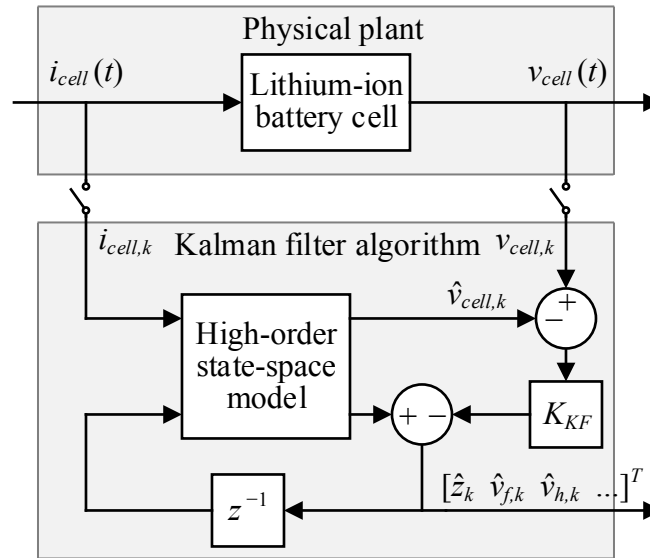 Physical plant
i_cell(t)
Lithium-ion
battery cell
v_cell(t)
i_cell,k
Kalman filter algorithm
v_cell,k
v̂_cell,k
+
−
High-order
state-space
model
+ −
K_KF
z⁻¹
[ẑ_k v̂_f,k v̂_h,k ...]^T